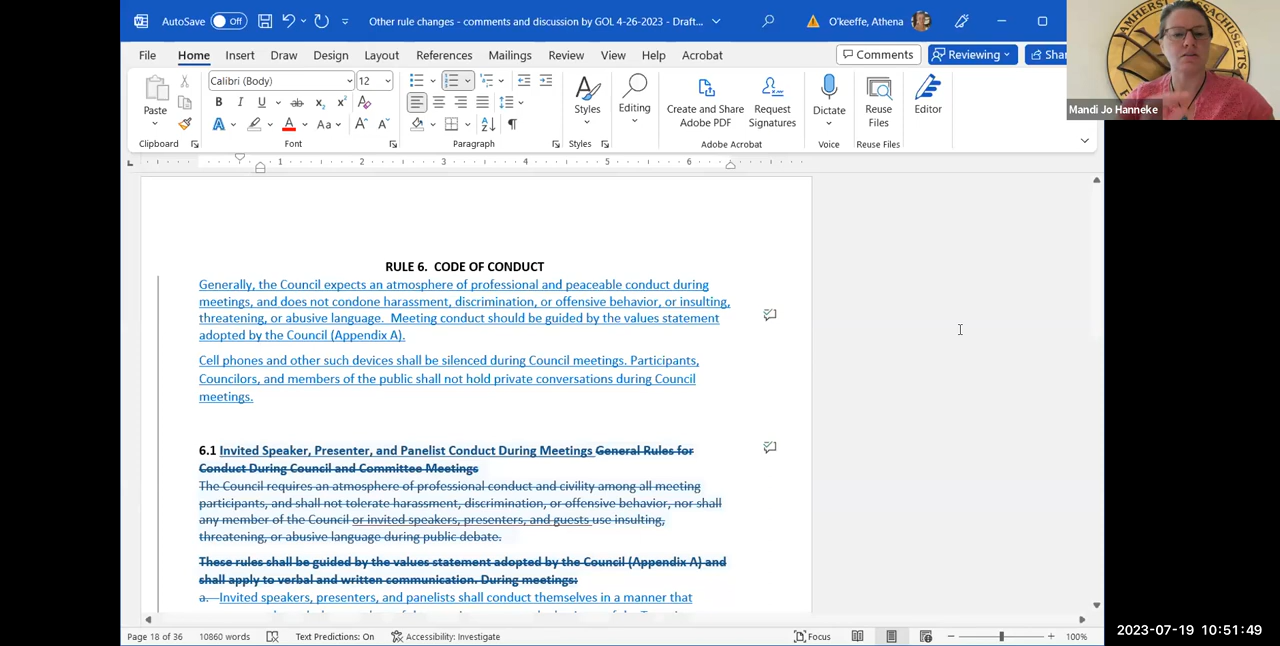 AutoSave Off Other rule changes - comments and discussion by GOL 4-26-2023 - Draft... O'keeffe, Athena
AMHERST MASSACHUSETTS
File Home Insert Draw Design Layout References Mailings Review View Help Acrobat Comments Reviewing Shar
Calibri (Body) 12
Mandi Jo Hanneke
Paste Styles Editing Create and Share Adobe PDF Request Signatures Dictate Reuse Files Editor
Clipboard Font Paragraph Styles Adobe Acrobat Voice Reuse Files
1 2 3 4 5 6
RULE 6. CODE OF CONDUCT
Generally, the Council expects an atmosphere of professional and peaceable conduct during
meetings, and does not condone harassment, discrimination, or offensive behavior, or insulting,
threatening, or abusive language. Meeting conduct should be guided by the values statement
adopted by the Council (Appendix A).
Cell phones and other such devices shall be silenced during Council meetings. Participants,
Councilors, and members of the public shall not hold private conversations during Council
meetings.
6.1 Invited Speaker, Presenter, and Panelist Conduct During Meetings General Rules for
Conduct During Council and Committee Meetings
The Council requires an atmosphere of professional conduct and civility among all meeting
participants, and shall not tolerate harassment, discrimination, or offensive behavior, nor shall
any member of the Council or invited speakers, presenters, and guests use insulting,
threatening, or abusive language during public debate.
These rules shall be guided by the values statement adopted by the Council (Appendix A) and
shall apply to verbal and written communication. During meetings:
a. Invited speakers, presenters, and panelists shall conduct themselves in a manner that
Page 18 of 36 10860 words Text Predictions: On Accessibility: Investigate Focus 100%
2023-07-19 10:51:49